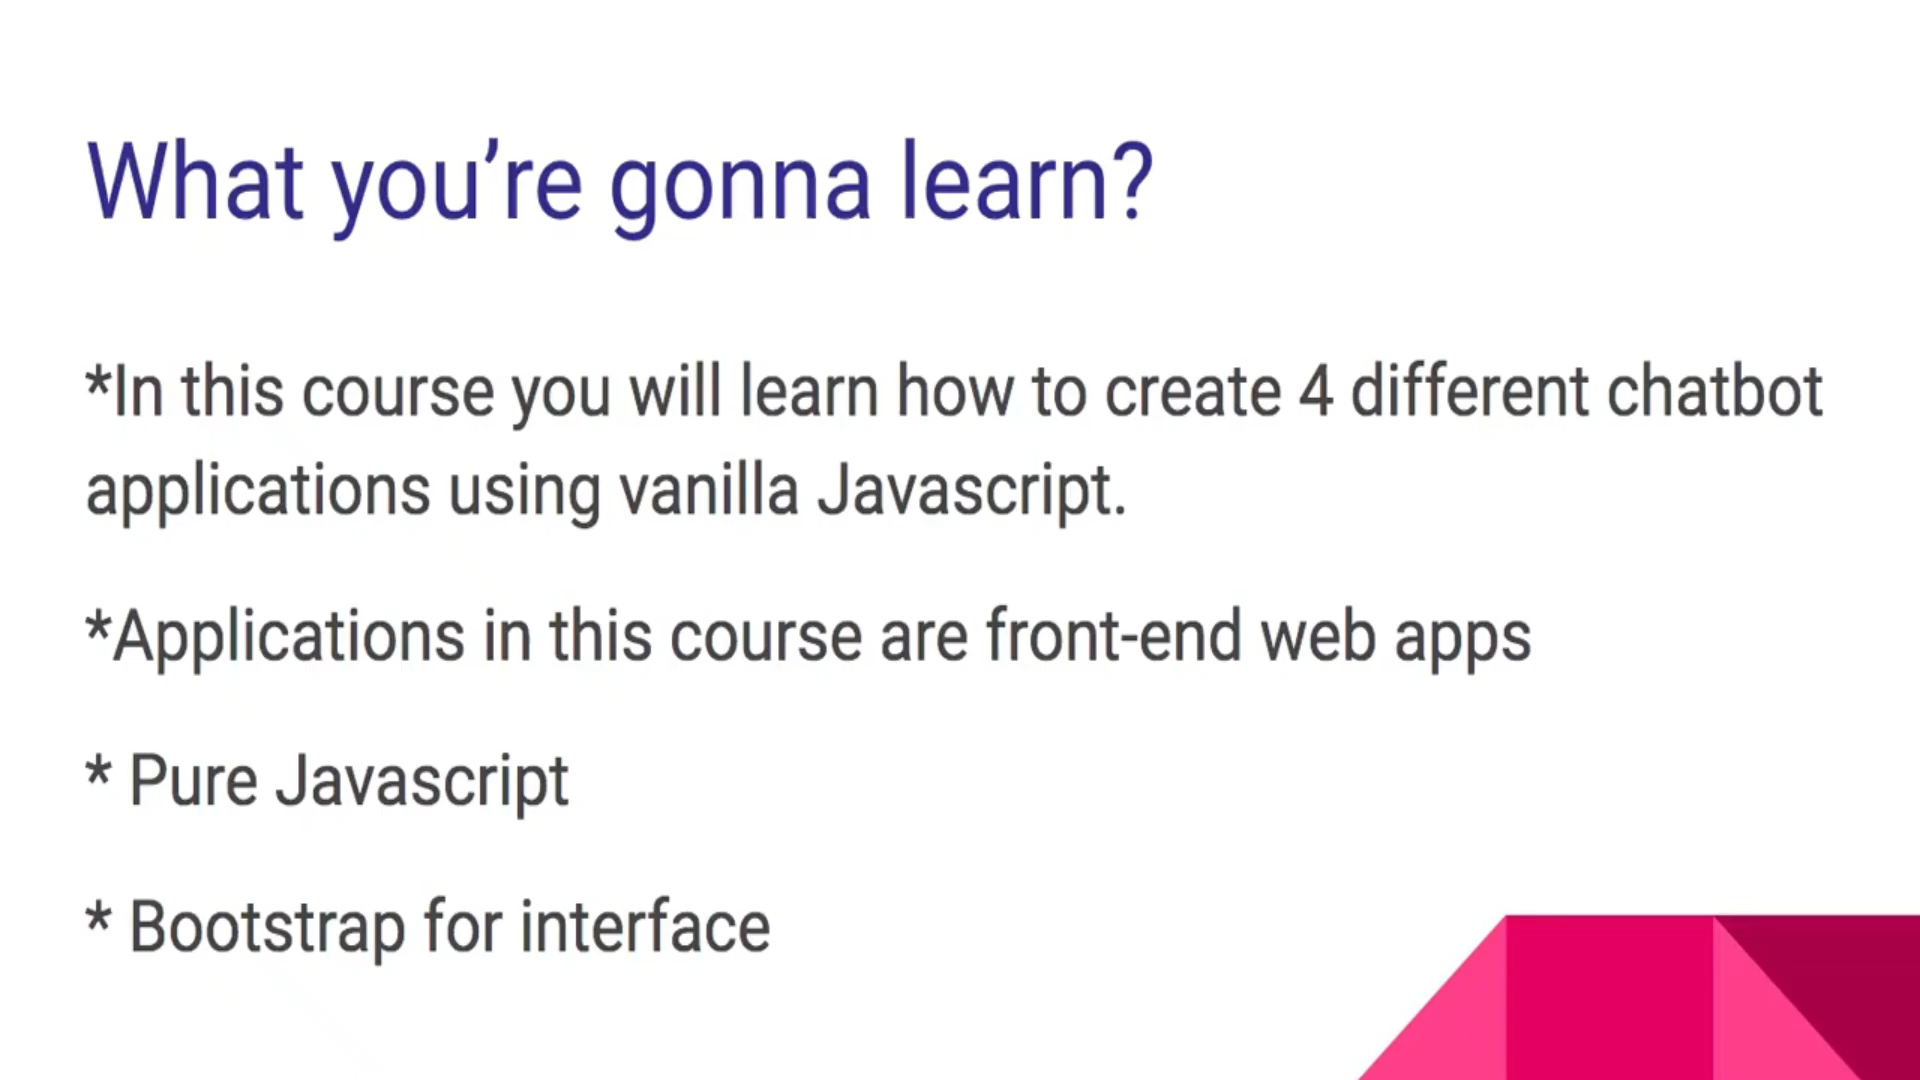 What you’re gonna learn?
*In this course you will learn how to create 4 different chatbot
applications using vanilla Javascript.
*Applications in this course are front-end web apps
* Pure Javascript
* Bootstrap for interface